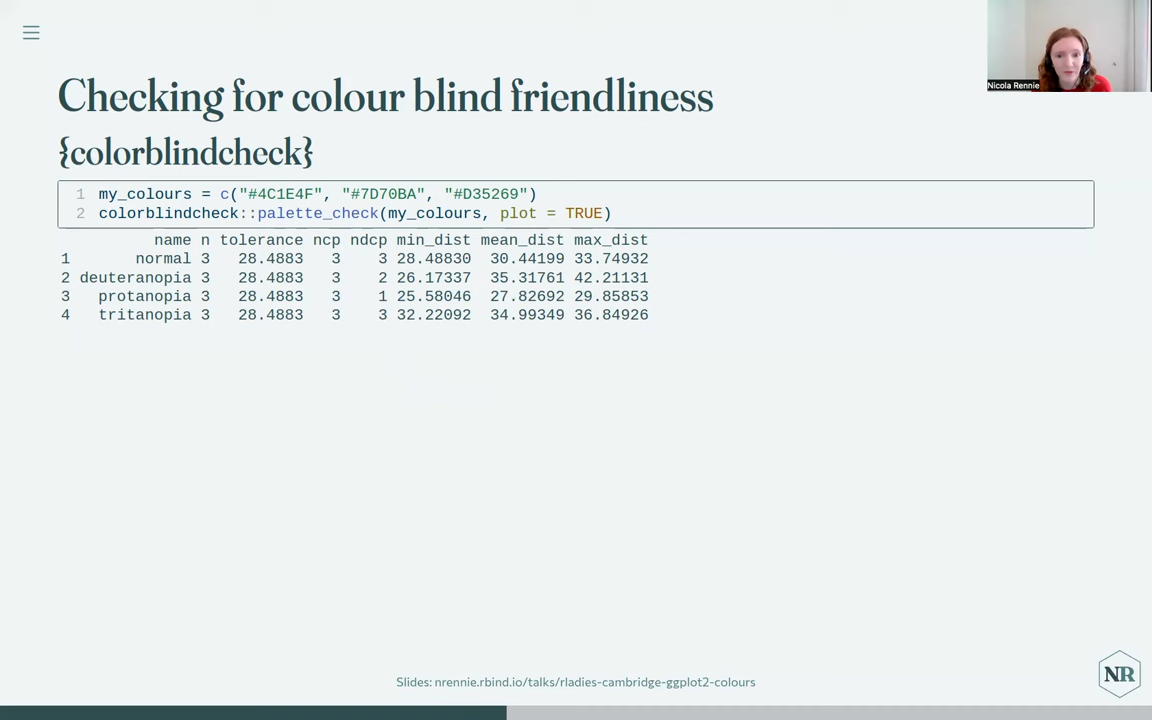 Nicola Rennie
Checking for colour blind friendliness
{colorblindcheck}
1 my_colours = c("#4C1E4F", "#7D70BA", "#D35269")
2 colorblindcheck::palette_check(my_colours, plot = TRUE)
name n tolerance ncp ndcp min_dist mean_dist max_dist
1 normal 3 28.4883 3 3 28.48830 30.44199 33.74932
2 deuteranopia 3 28.4883 3 2 26.17337 35.31761 42.21131
3 protanopia 3 28.4883 3 1 25.58046 27.82692 29.85853
4 tritanopia 3 28.4883 3 3 32.22092 34.99349 36.84926
Slides: nrennie.rbind.io/talks/rladies-cambridge-ggplot2-colours
NR